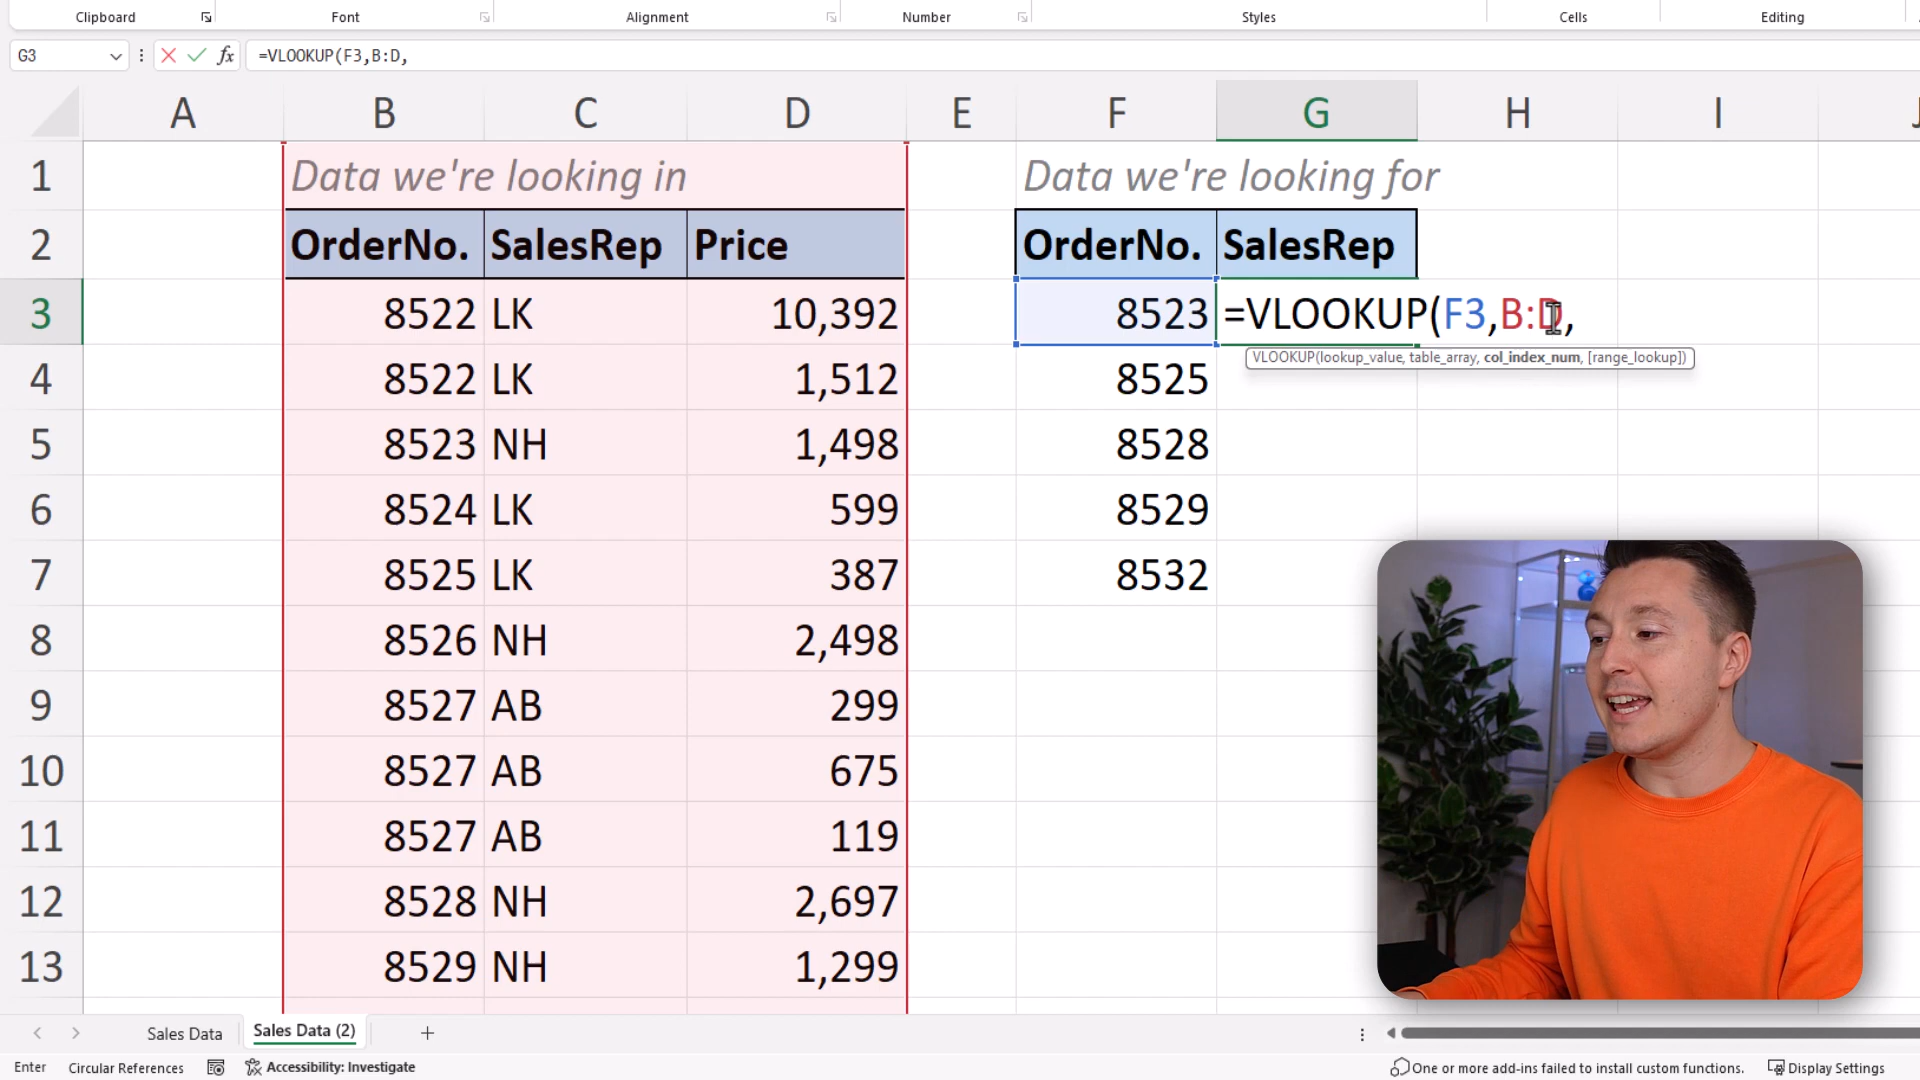 Clipboard Font Alignment Number Styles Cells Editing
G3 fx =VLOOKUP(F3,B:D,
A B C D E F G H I J
1 Data we're looking in Data we're looking for
2 OrderNo. SalesRep Price OrderNo. SalesRep
3 8522 LK 10,392 8523 =VLOOKUP(F3,B:D,
VLOOKUP(lookup_value, table_array, col_index_num, [range_lookup])
4 8522 LK 1,512 8525
5 8523 NH 1,498 8528
6 8524 LK 599 8529
7 8525 LK 387 8532
8 8526 NH 2,498
9 8527 AB 299
10 8527 AB 675
11 8527 AB 119
12 8528 NH 2,697
13 8529 NH 1,299
Sales Data Sales Data (2)
Enter Circular References Accessibility: Investigate One or more add-ins failed to install custom functions. Display Settings